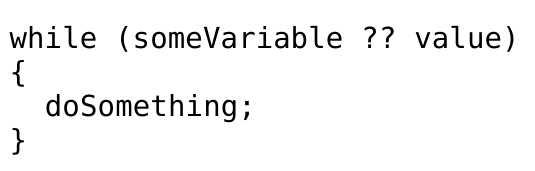 while (someVariable ?? value)
{
  doSomething;
}